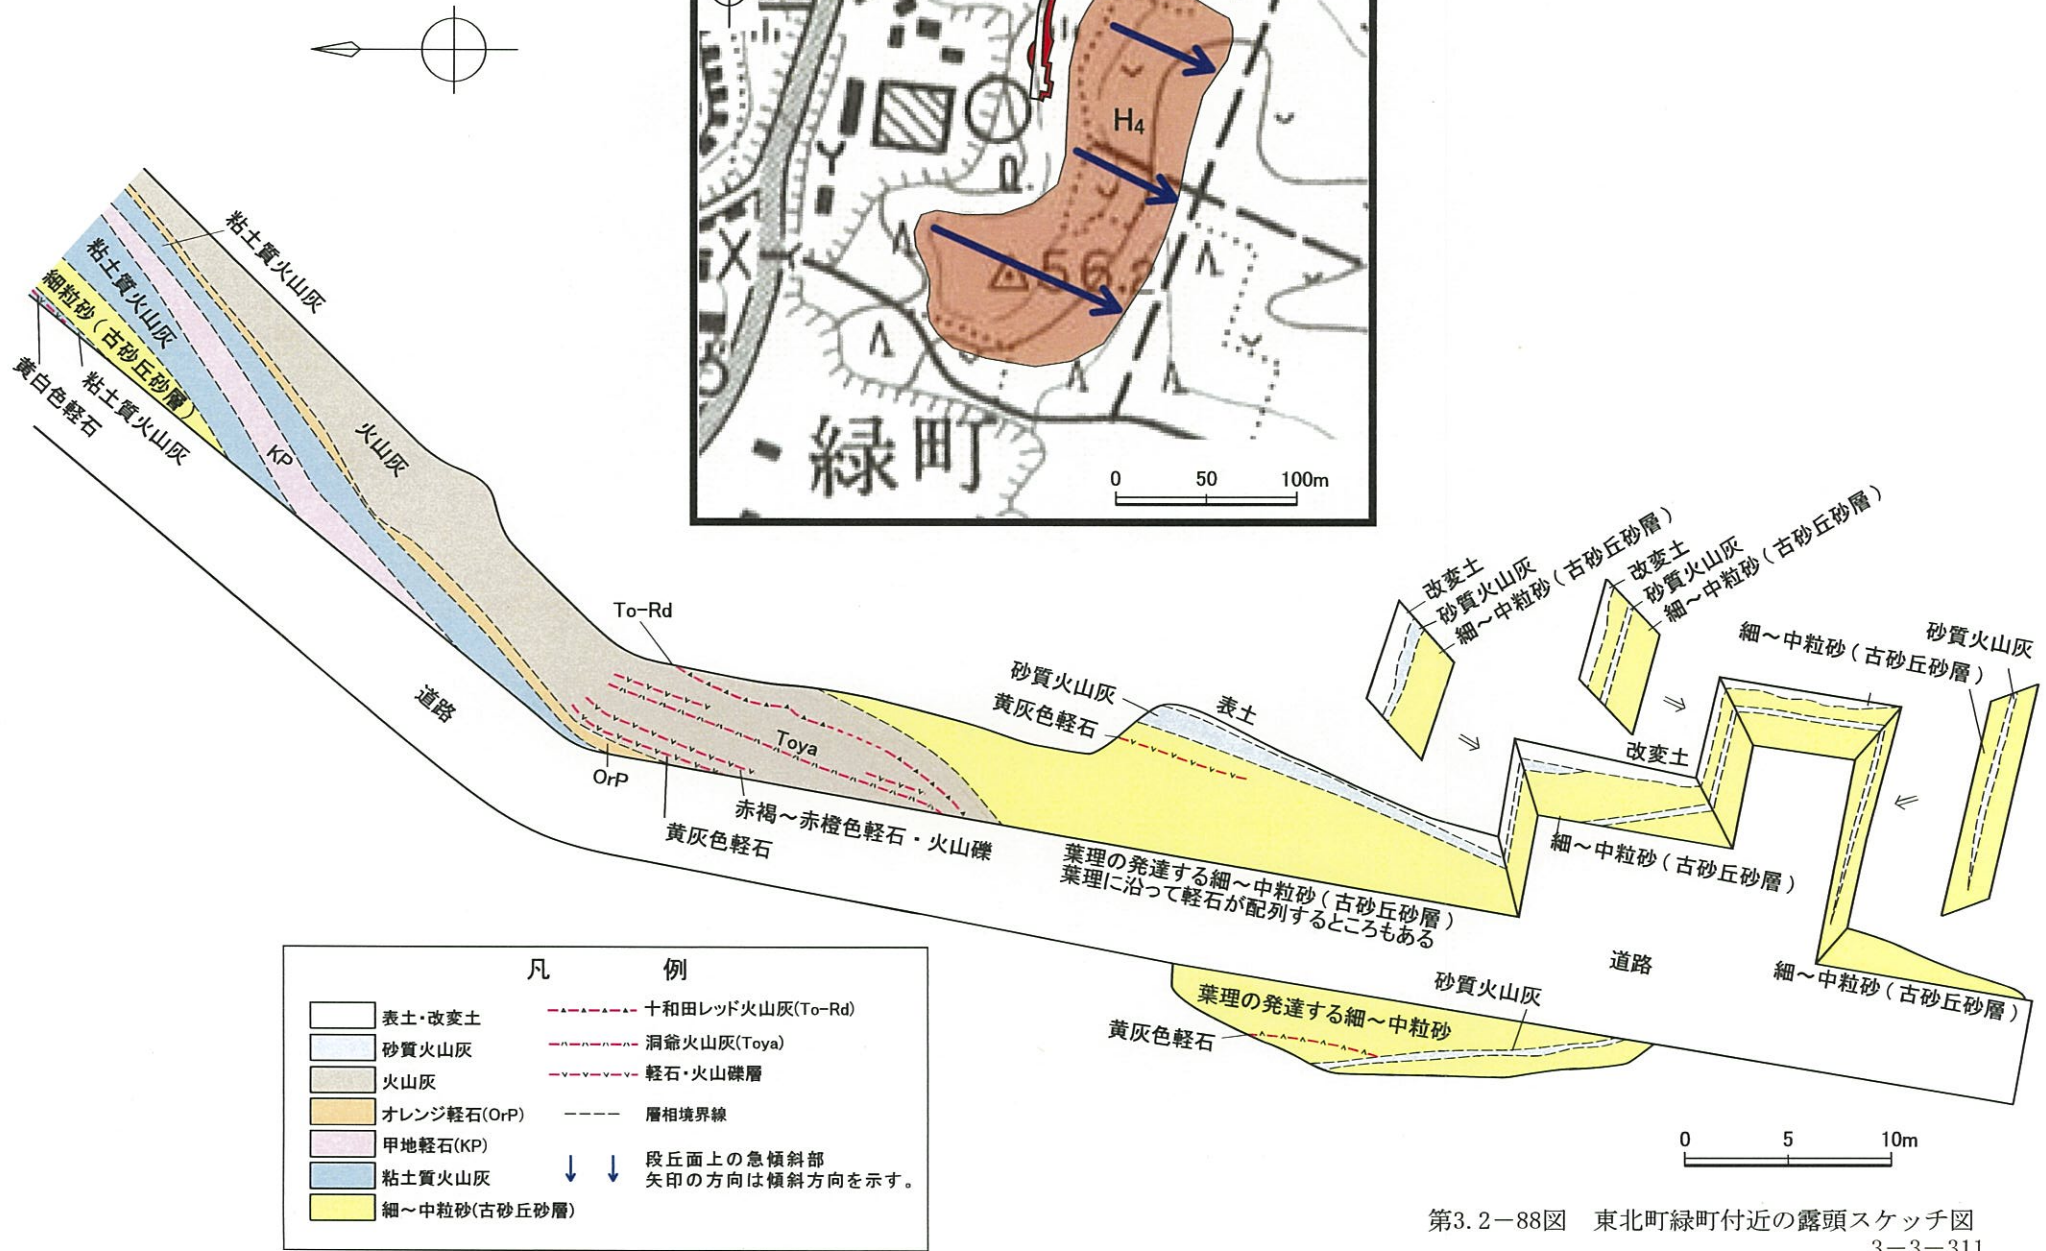 H4
56.2
緑町
0 50 100m
粘土質火山灰
粘土質火山灰
細粒砂(古砂丘砂層)
黄白色軽石
粘土質火山灰
KP
火山灰
道路
To-Rd
Toya
OrP
黄灰色軽石
赤褐～赤橙色軽石・火山礫
砂質火山灰
黄灰色軽石
表土
葉理の発達する細～中粒砂(古砂丘砂層)
葉理に沿って軽石が配列するところもある
改変土
砂質火山灰
細～中粒砂(古砂丘砂層)
改変土
砂質火山灰
細～中粒砂(古砂丘砂層)
細～中粒砂(古砂丘砂層)
砂質火山灰
改変土
細～中粒砂(古砂丘砂層)
道路
細～中粒砂(古砂丘砂層)
砂質火山灰
葉理の発達する細～中粒砂
黄灰色軽石
凡 例
表土・改変土
砂質火山灰
火山灰
オレンジ軽石(OrP)
甲地軽石(KP)
粘土質火山灰
細～中粒砂(古砂丘砂層)
十和田レッド火山灰(To-Rd)
洞爺火山灰(Toya)
軽石・火山礫層
層相境界線
段丘面上の急傾斜部
矢印の方向は傾斜方向を示す。
0 5 10m
第3.2－88図 東北町緑町付近の露頭スケッチ図
3－3－311